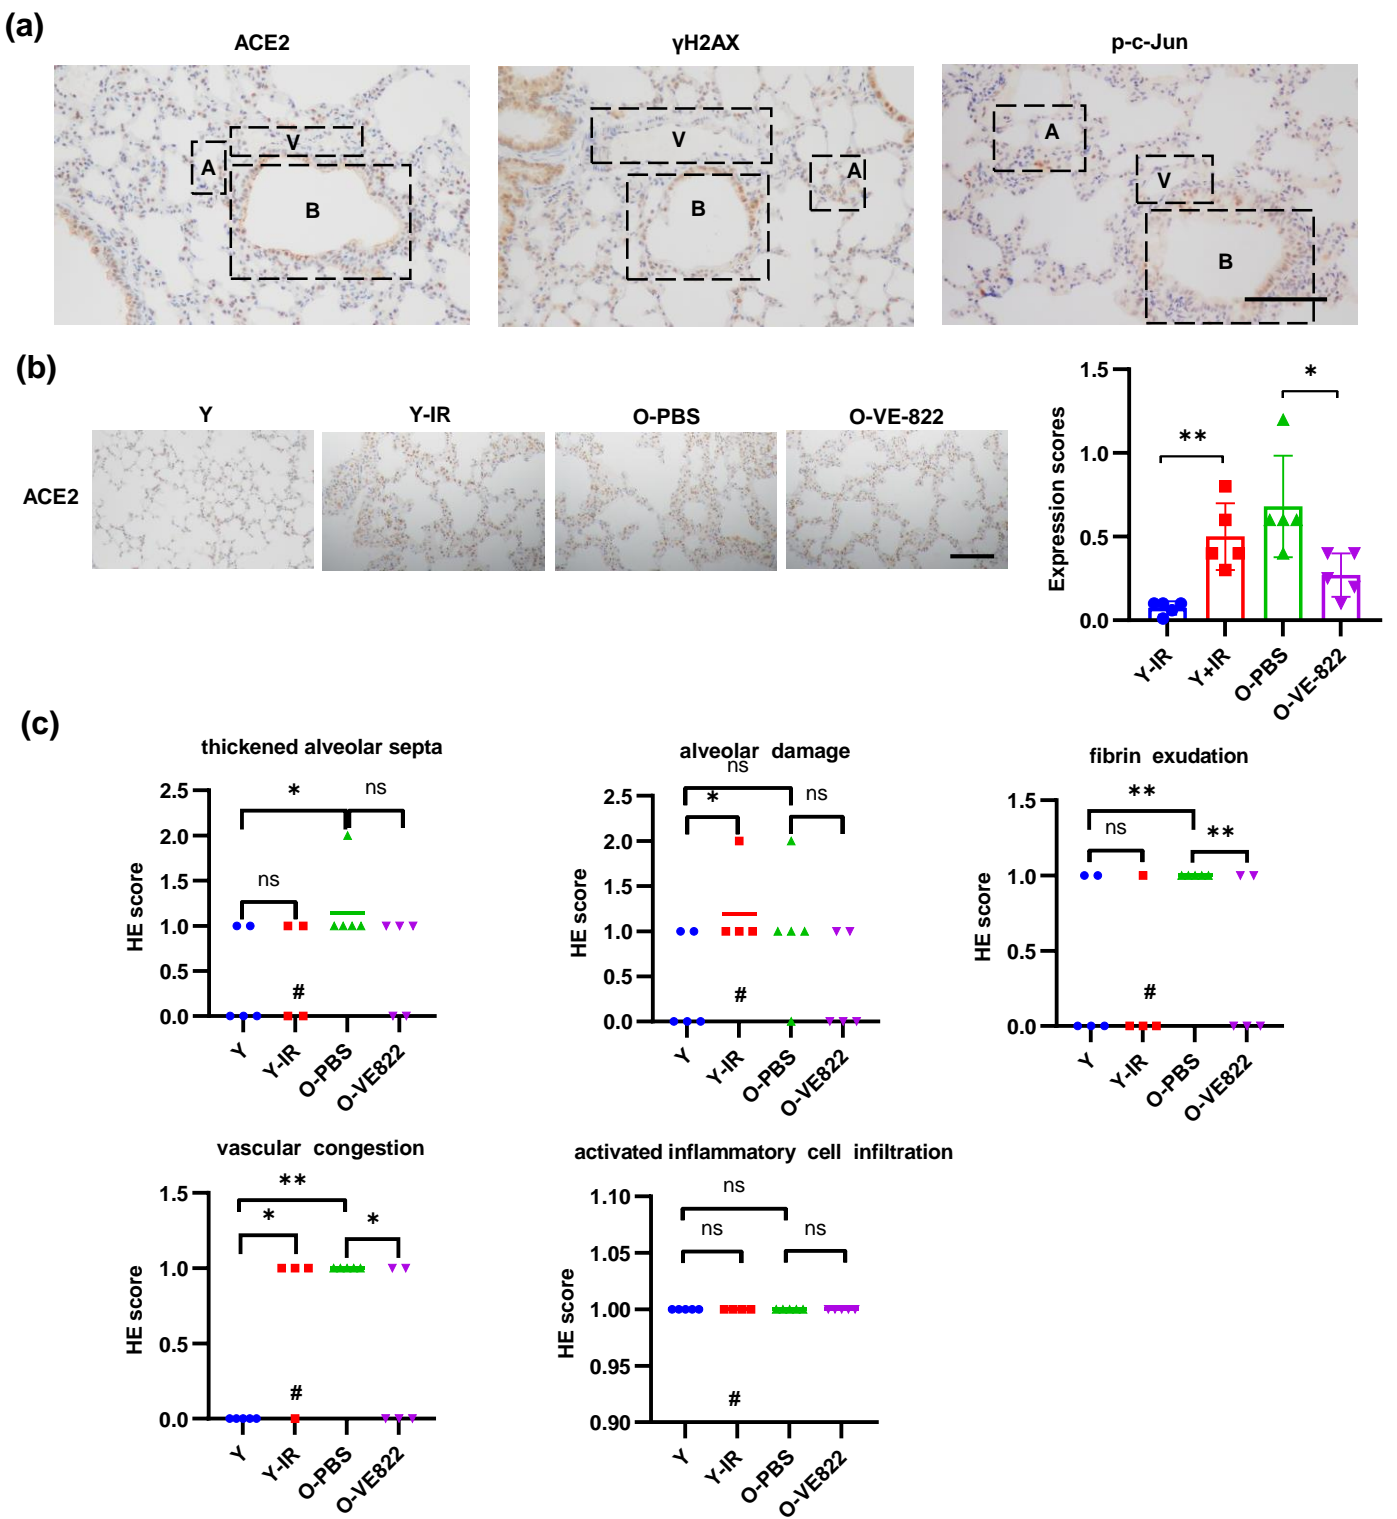 (a)
ACE2
γH2AX
p-c-Jun
V
A
B
V
A
B
A
V
B
(b)
Y
Y-IR
O-PBS
O-VE-822
ACE2
Expression scores
1.5
1.0
0.5
0.0
**
*
Y-IR
Y+IR
O-PBS
O-VE-822
(c)
thickened alveolar septa
HE score
2.5
2.0
1.5
1.0
0.5
0.0
*
ns
ns
#
Y
Y-IR
O-PBS
O-VE822
alveolar damage
HE score
2.5
2.0
1.5
1.0
0.5
0.0
ns
*
ns
#
Y
Y-IR
O-PBS
O-VE822
fibrin exudation
HE score
1.5
1.0
0.5
0.0
**
ns
**
#
Y
Y-IR
O-PBS
O-VE822
vascular congestion
HE score
1.5
1.0
0.5
0.0
**
*
*
#
Y
Y-IR
O-PBS
O-VE822
activated inflammatory cell infiltration
HE score
1.10
1.05
1.00
0.95
0.90
ns
ns
ns
#
Y
Y-IR
O-PBS
O-VE822